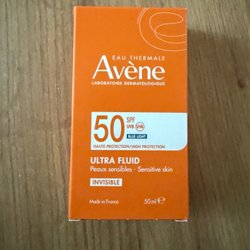 EAU THERMALE
Avène
LABORATOIRE DERMATOLOGIQUE
50 SPF
UVB UVA
BLUE LIGHT
HAUTE PROTECTION/HIGH PROTECTION
ULTRA FLUID
Peaux sensibles - Sensitive skin
INVISIBLE
Made in France 50ml